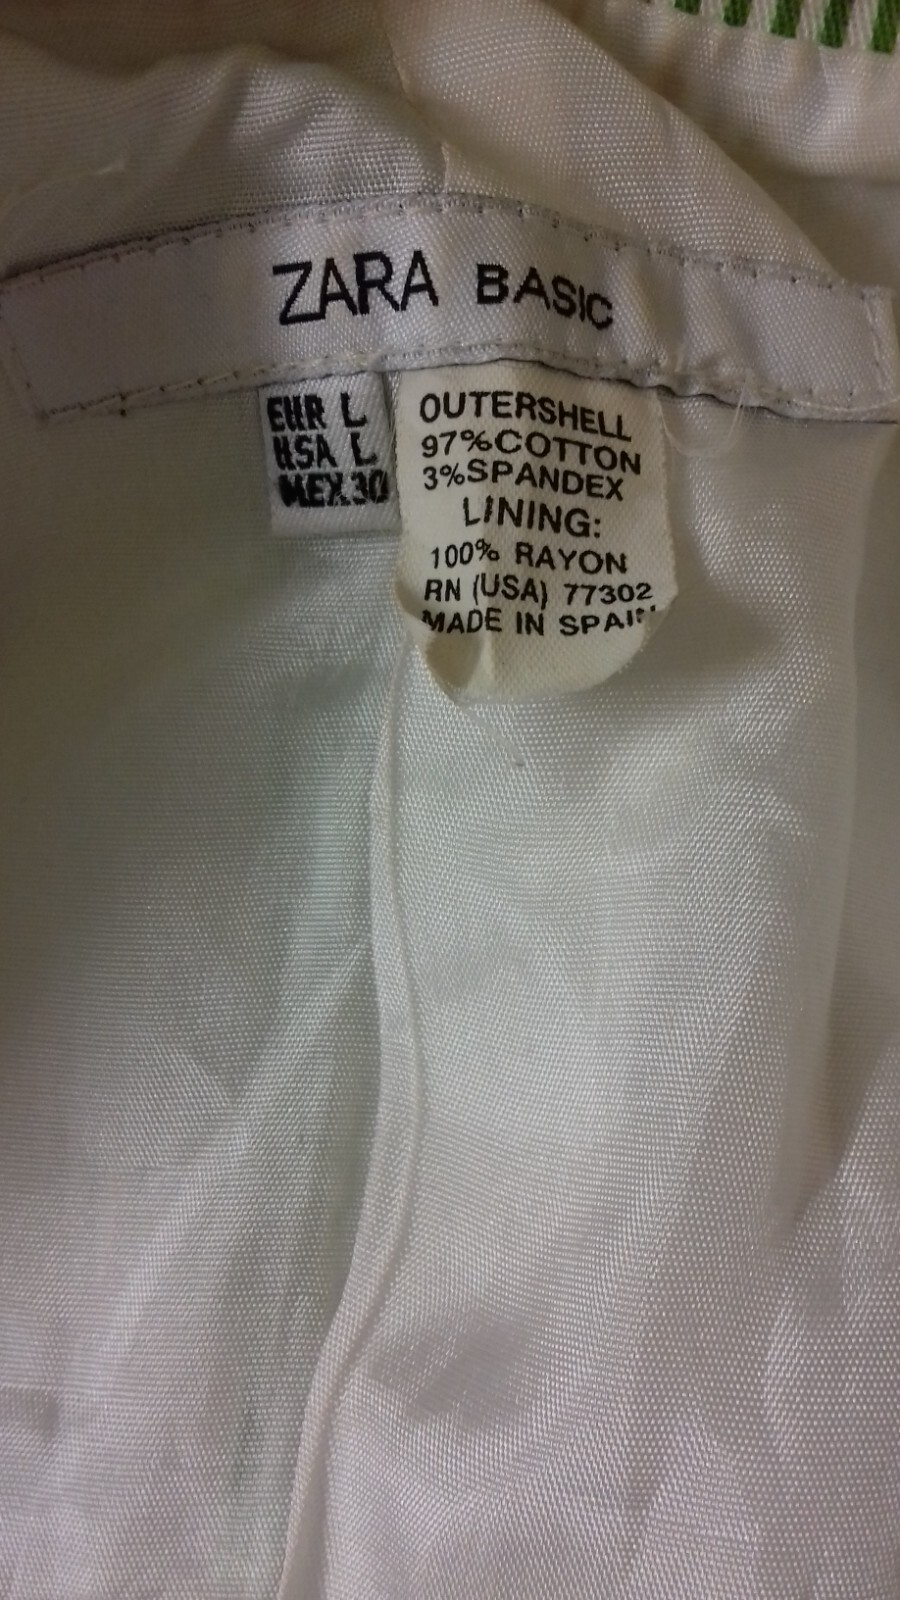 ZARA BASIC
EUR L
USA L
MEX 30
OUTERSHELL
97%COTTON
3%SPANDEX
LINING:
100% RAYON
RN (USA) 77302
MADE IN SPAIN